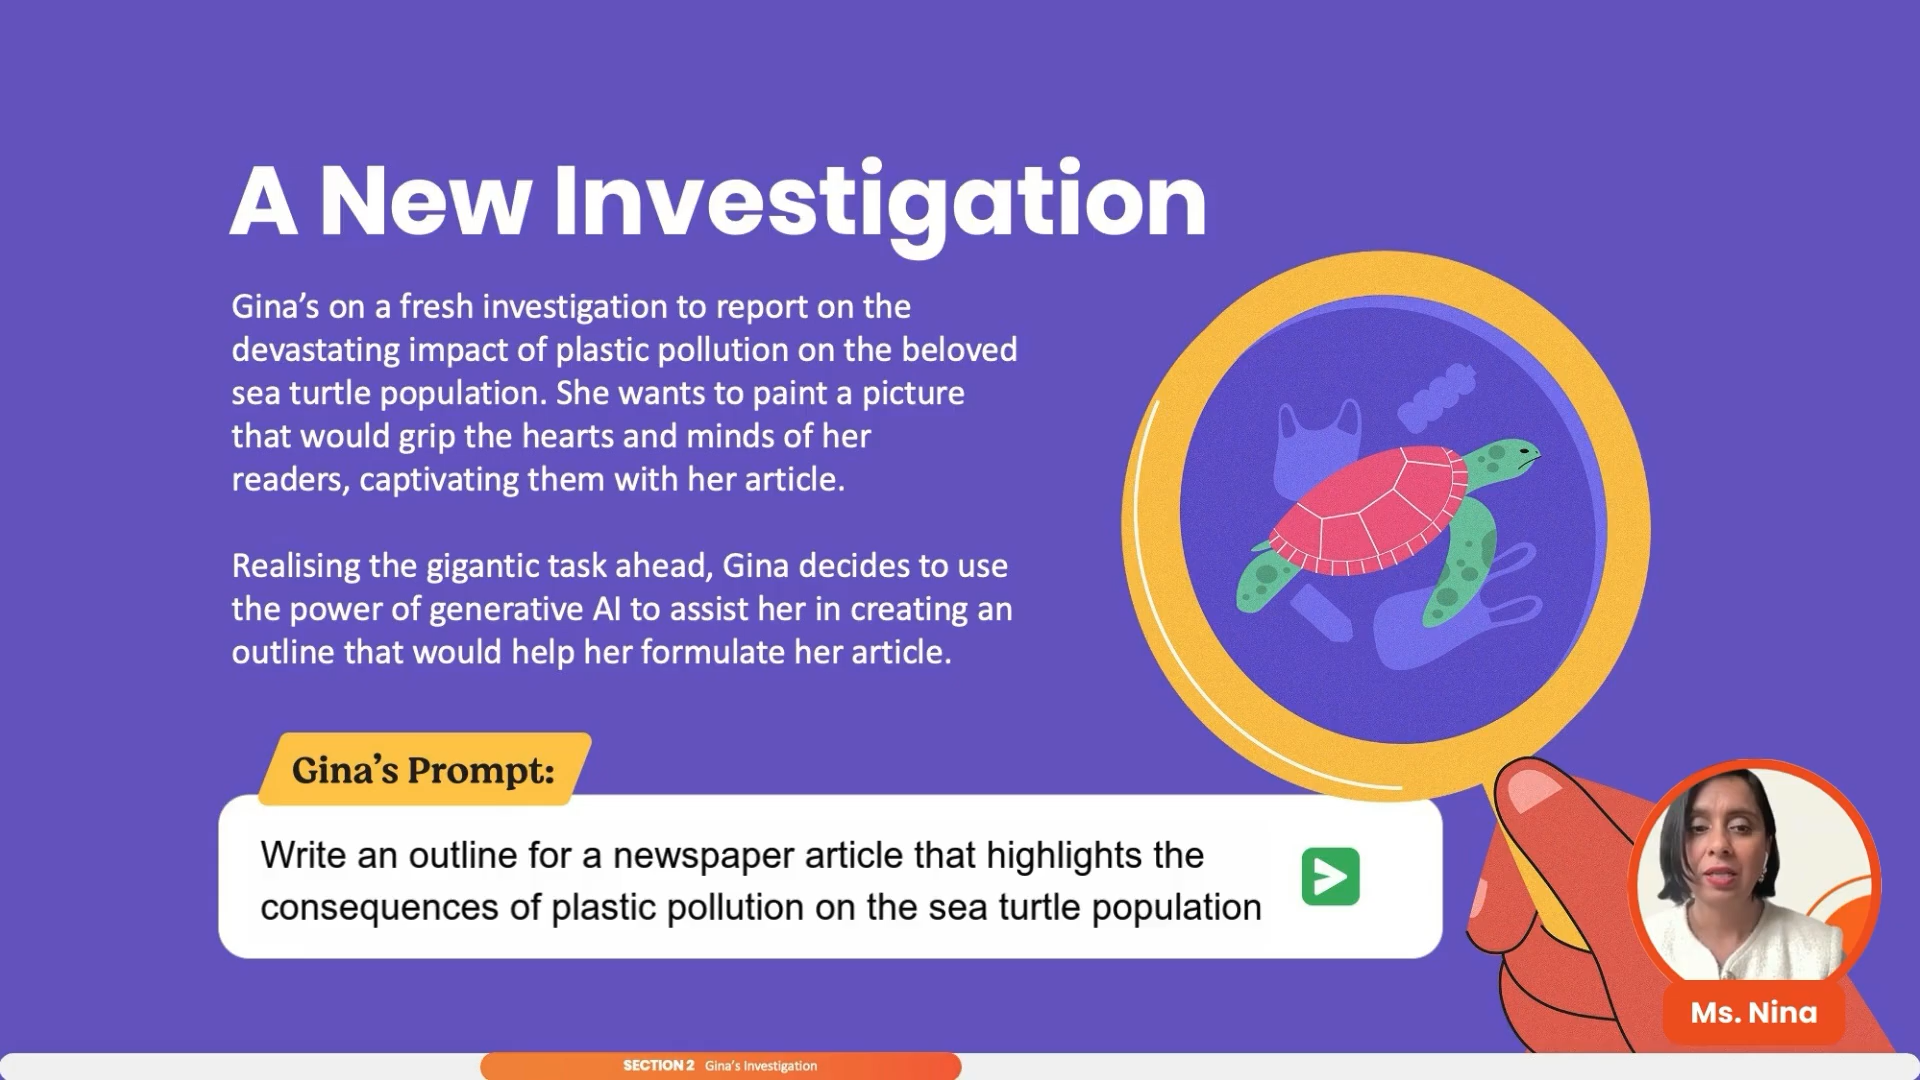 A New Investigation
Gina’s on a fresh investigation to report on the
devastating impact of plastic pollution on the beloved
sea turtle population. She wants to paint a picture
that would grip the hearts and minds of her
readers, captivating them with her article.
Realising the gigantic task ahead, Gina decides to use
the power of generative AI to assist her in creating an
outline that would help her formulate her article.
Gina’s Prompt:
Write an outline for a newspaper article that highlights the
consequences of plastic pollution on the sea turtle population
Ms. Nina
SECTION 2 Gina’s Investigation